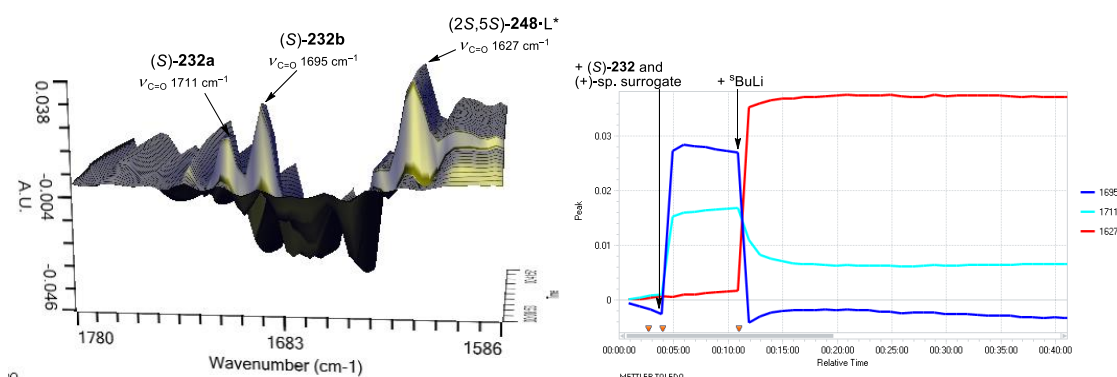 (2S,5S)-248·L*
νC=O 1627 cm⁻¹
(S)-232b
νC=O 1695 cm⁻¹
(S)-232a
νC=O 1711 cm⁻¹
0.038
-0.004
-0.046
A.U.
1780
1683
1586
Wavenumber (cm-1)
+ (S)-232 and
(+)-sp. surrogate
+ ˢBuLi
0.03
0.02
0.01
0
Peak
1695
1711
1627
00:00:00 00:05:00 00:10:00 00:15:00 00:20:00 00:25:00 00:30:00 00:35:00 00:40:00
Relative Time
METTLER TOLEDO